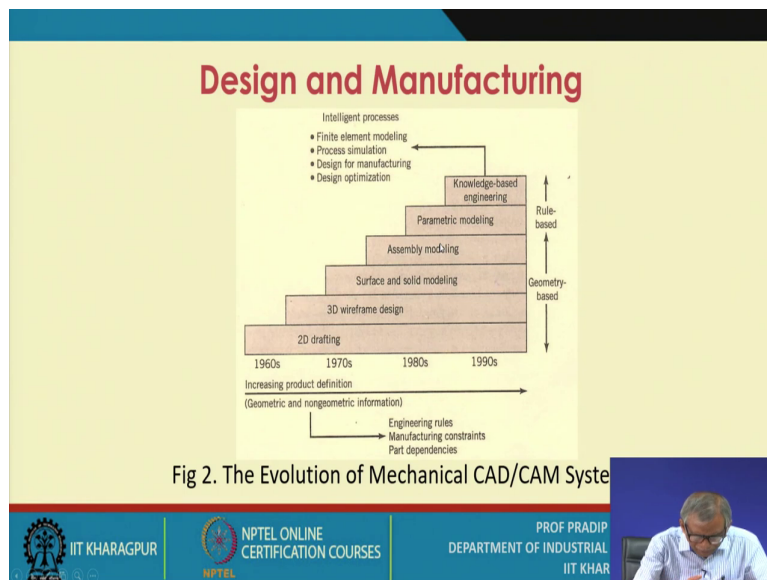 Design and Manufacturing
Intelligent processes
• Finite element modeling
• Process simulation
• Design for manufacturing
• Design optimization
Knowledge-based
engineering
Parametric modeling
Assembly modeling
Surface and solid modeling
3D wireframe design
2D drafting
Rule-
based
Geometry-
based
1960s 1970s 1980s 1990s
Increasing product definition
(Geometric and nongeometric information)
Engineering rules
Manufacturing constraints
Part dependencies
Fig 2. The Evolution of Mechanical CAD/CAM Syste
IIT KHARAGPUR
NPTEL
NPTEL ONLINE
CERTIFICATION COURSES
PROF PRADIP
DEPARTMENT OF INDUSTRIAL
IIT KHAR